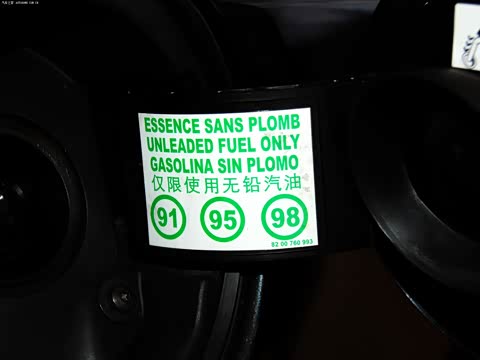 ESSENCE SANS PLOMB
UNLEADED FUEL ONLY
GASOLINA SIN PLOMO
仅限使用无铅汽油
91 95 98
82 00 760 993